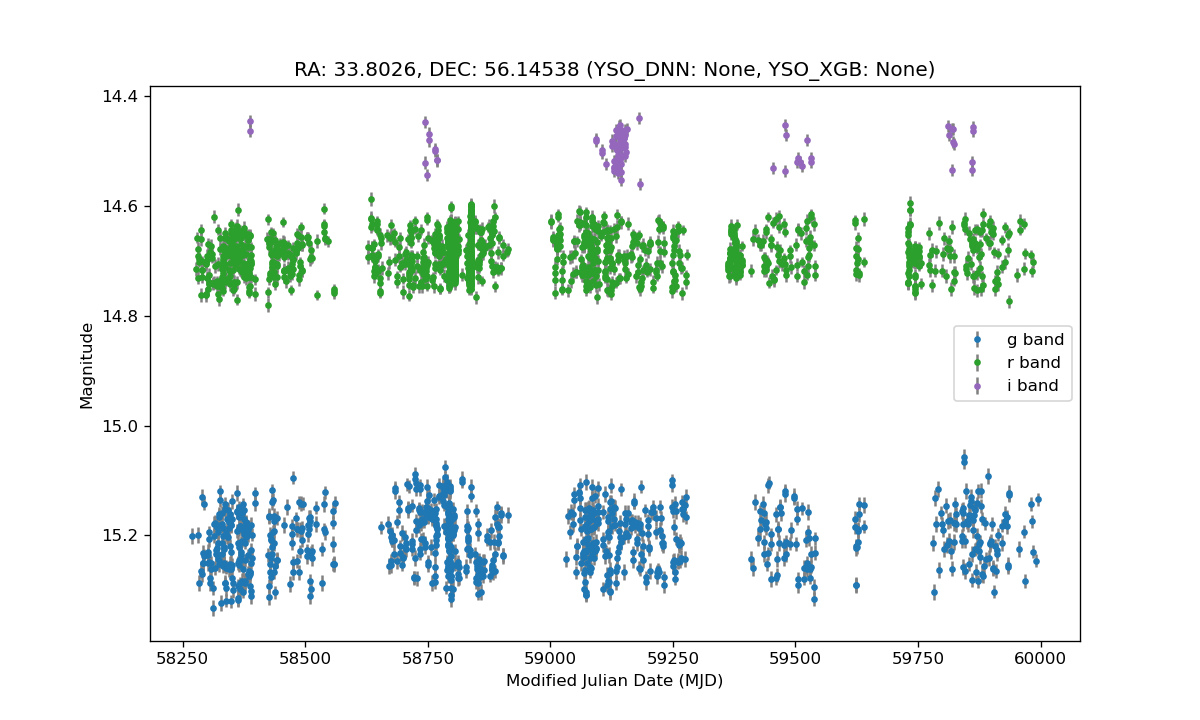 RA: 33.8026, DEC: 56.14538 (YSO_DNN: None, YSO_XGB: None)
14.4
14.6
14.8
15.0
15.2
Magnitude
g band
r band
i band
58250 58500 58750 59000 59250 59500 59750 60000
Modified Julian Date (MJD)